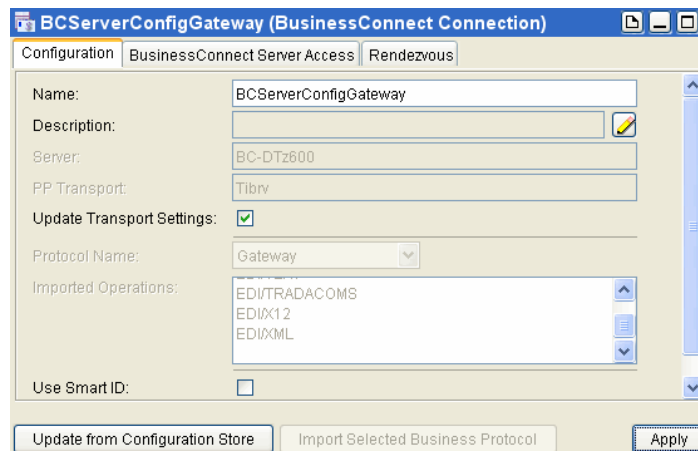 BCServerConfigGateway (BusinessConnect Connection)
Configuration BusinessConnect Server Access Rendezvous
Name: BCServerConfigGateway
Description:
Server: BC-DTz600
PP Transport: Tibrv
Update Transport Settings:
Protocol Name: Gateway
Imported Operations:
EDI/TRADACOMS
EDI/X12
EDI/XML
Use Smart ID:
Update from Configuration Store Import Selected Business Protocol Apply